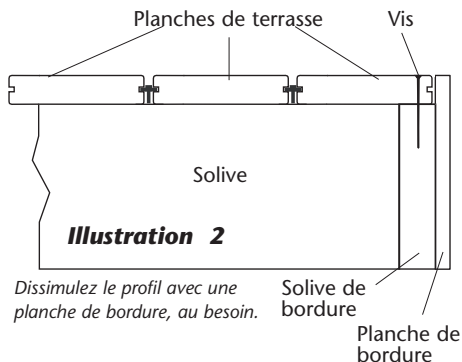 Planches de terrasse
Vis
Solive
Illustration 2
Dissimulez le profil avec une
planche de bordure, au besoin.
Solive de
bordure
Planche de
bordure